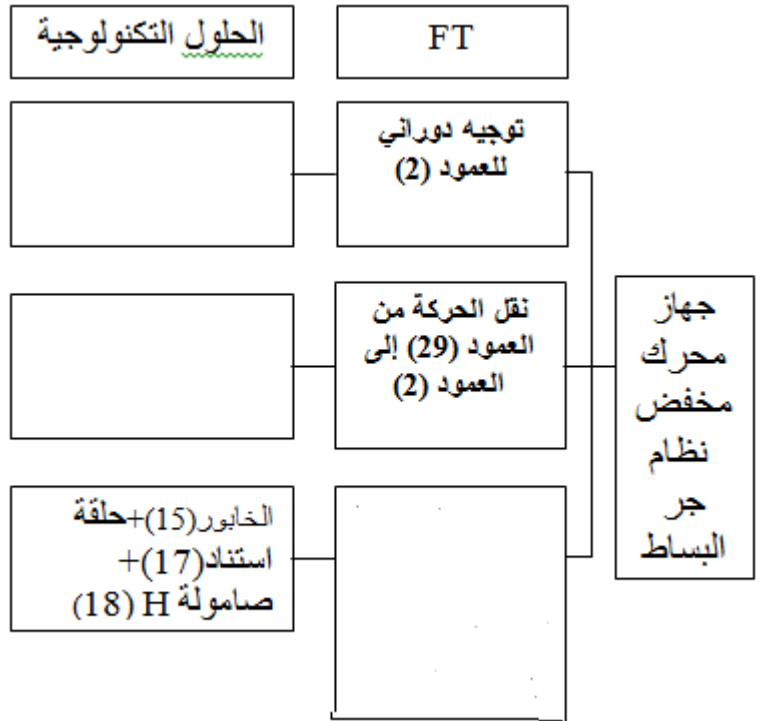 الحلول التكنولوجية
FT
توجيه دوراني
للعمود (2)
نقل الحركة من
العمود (29) إلى
العمود (2)
جهاز
محرك
مخفض
نظام
جر
البساط
الخابور(15)+حلقة
استناد(17)+
صامولة H (18)